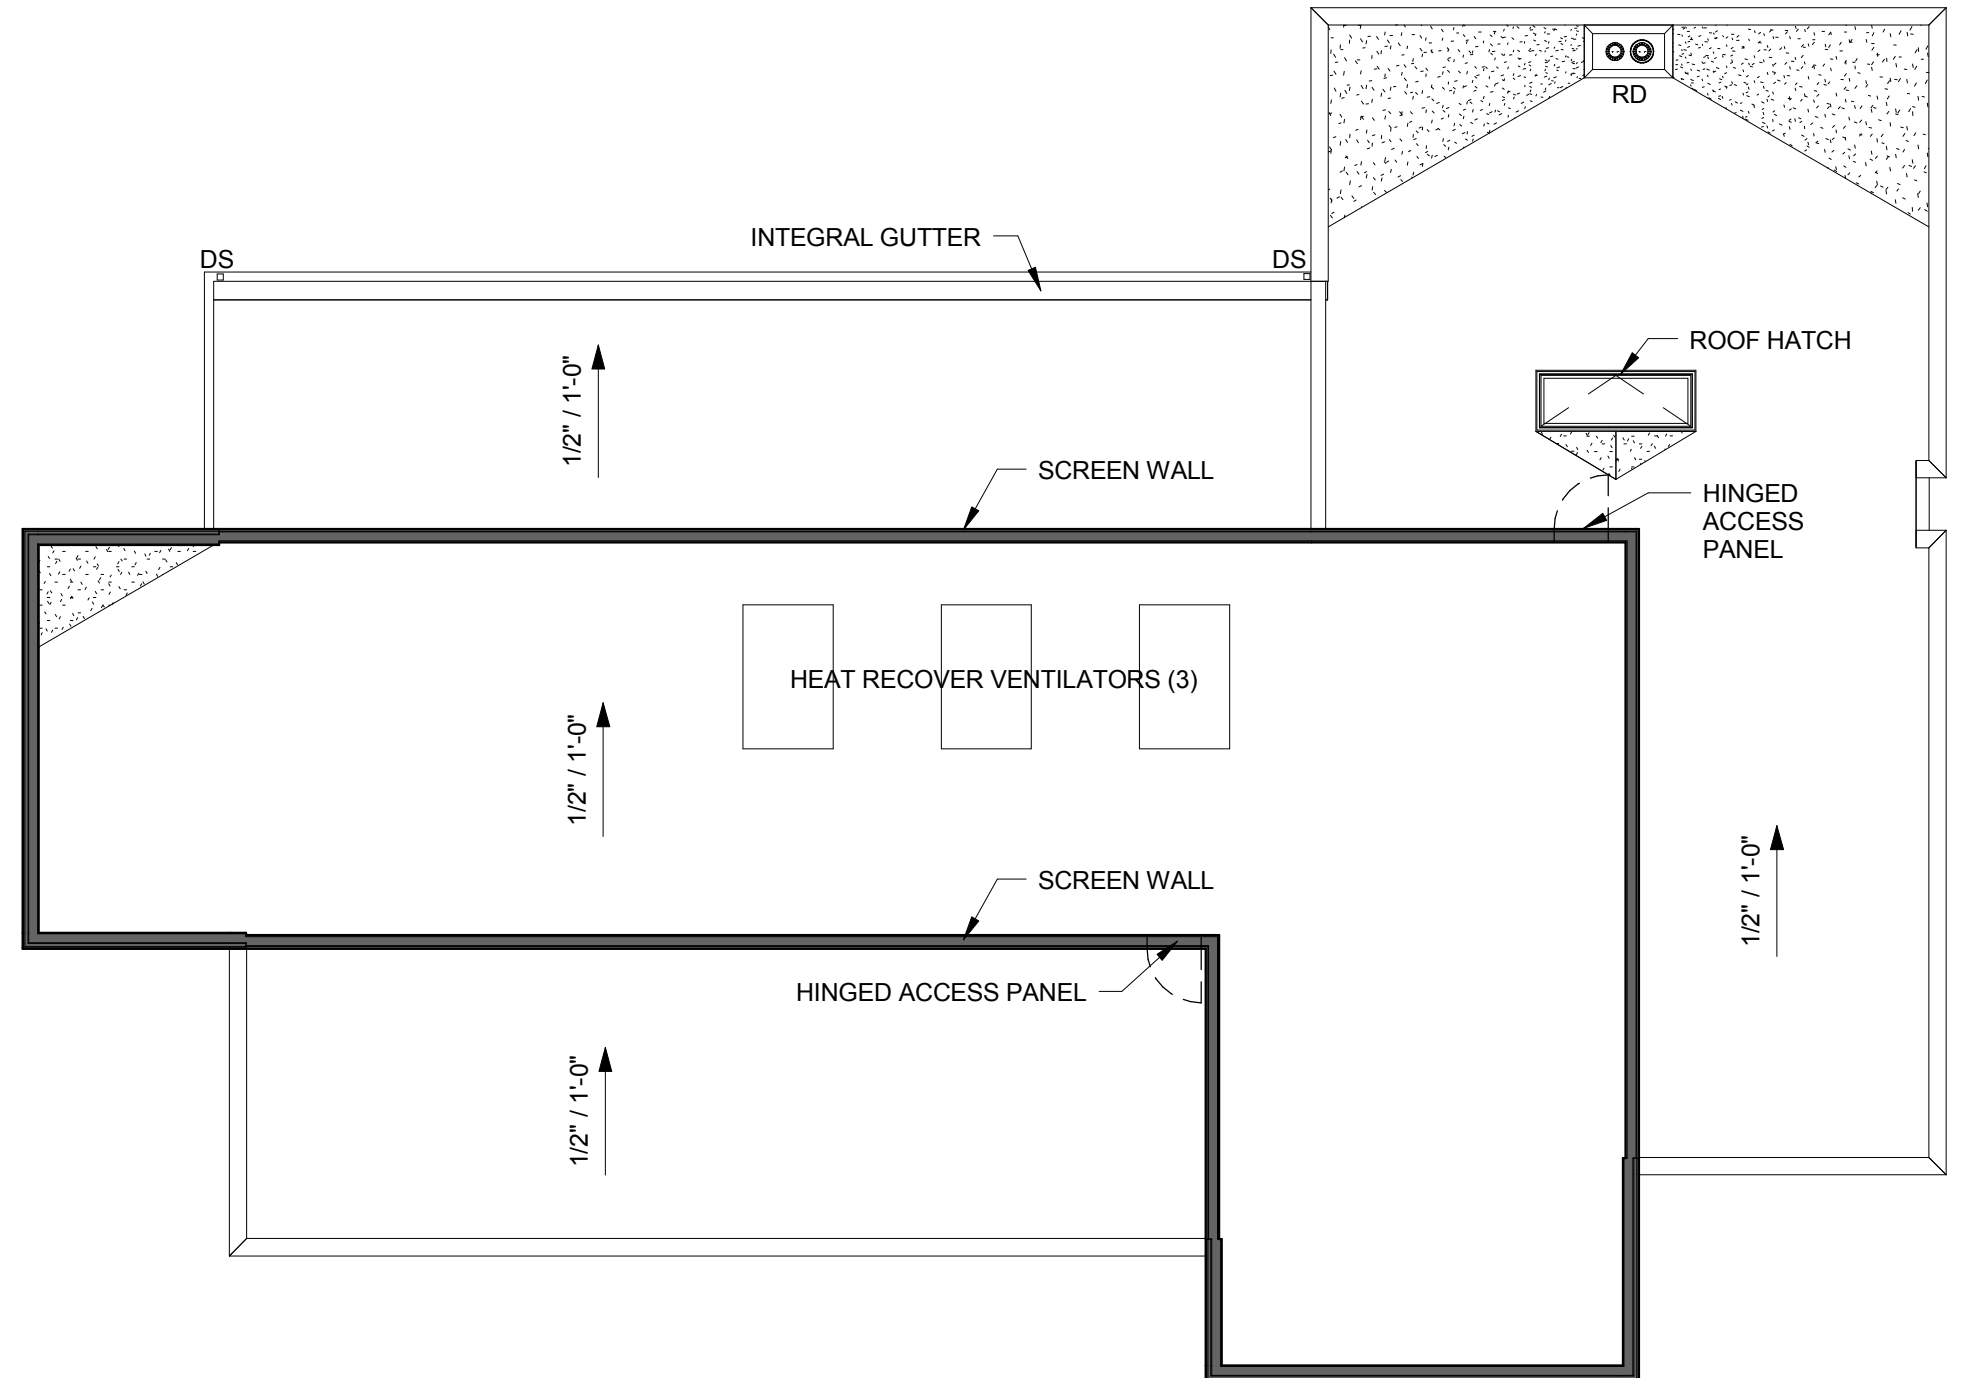 RD
INTEGRAL GUTTER
DS
DS
ROOF HATCH
1/2" / 1'-0"
SCREEN WALL
HINGED
ACCESS
PANEL
HEAT RECOVER VENTILATORS (3)
1/2" / 1'-0"
SCREEN WALL
1/2" / 1'-0"
HINGED ACCESS PANEL
1/2" / 1'-0"